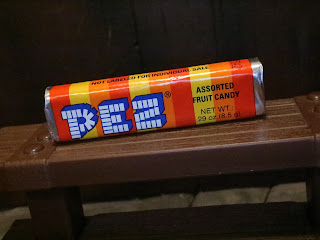 NOT LABELED FOR INDIVIDUAL SALE
PEZ®
ASSORTED
FRUIT CANDY
NET WT.
.29 oz (8.5 g)